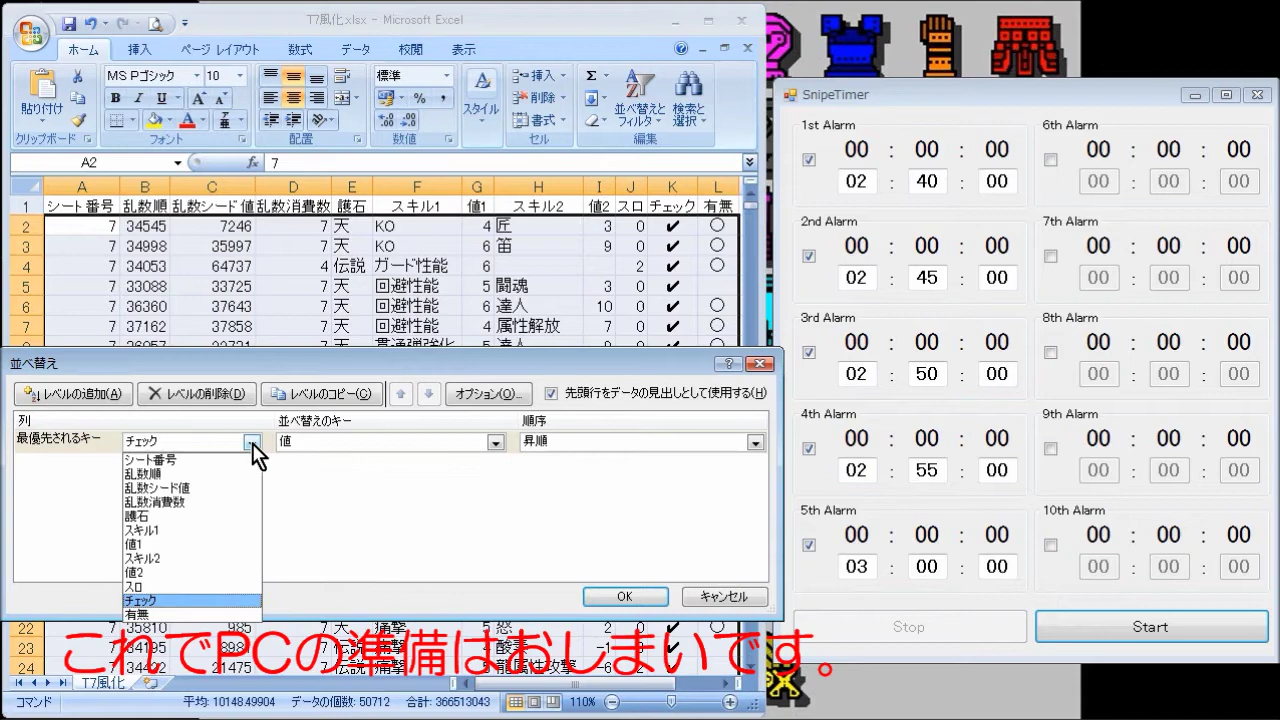 T7風化.xlsx - Microsoft Excel
ホーム 挿入 ページ レイアウト 数式 データ 校閲 表示
貼り付け クリップボード
MS Pゴシック 10
B I U フォント
配置
標準 % , 数値
スタイル
挿入 削除 書式 セル
Σ 並べ替えと フィルタ 検索と 選択 編集
A2 fx 7
A B C D E F G H I J K L
1 シート番号 乱数順 乱数シード値 乱数消費数 護石 スキル1 値1 スキル2 値2 スロ チェック 有無
2 7 34545 7246 7 天 KO 4 匠 3 0 ✔ ○
3 7 34998 35997 7 天 KO 6 笛 9 0 ✔ ○
4 7 34053 64737 4 伝説 ガード性能 6 2 ✔ ○
5 7 33088 33725 7 天 回避性能 5 闘魂 3 0 ✔
6 7 36360 37643 7 天 回避性能 6 達人 10 0 ✔ ○
7 7 37162 37858 7 天 回避性能 4 属性解放 7 0 ✔ ○
並べ替え
レベルの追加(A) レベルの削除(D) レベルのコピー(C) オプション(O)... 先頭行をデータの見出しとして使用する(H)
列 並べ替えのキー 順序
最優先されるキー チェック 値 昇順
シート番号
乱数順
乱数シード値
乱数消費数
護石
スキル1
値1
スキル2
値2
スロ
チェック
有無
OK キャンセル
22
23
24
これでPCの準備はおしまいです。
T7風化
コマンド 平均: 10148.49904 データの個数: 50712 合計: 366513043 110%
SnipeTimer
1st Alarm
00 : 00 : 00
02 40 00
2nd Alarm
00 : 00 : 00
02 45 00
3rd Alarm
00 : 00 : 00
02 50 00
4th Alarm
00 : 00 : 00
02 55 00
5th Alarm
00 : 00 : 00
03 00 00
6th Alarm
00 : 00 : 00
00 00 00
7th Alarm
00 : 00 : 00
00 00 00
8th Alarm
00 : 00 : 00
00 00 00
9th Alarm
00 : 00 : 00
00 00 00
10th Alarm
00 : 00 : 00
00 00 00
Stop Start